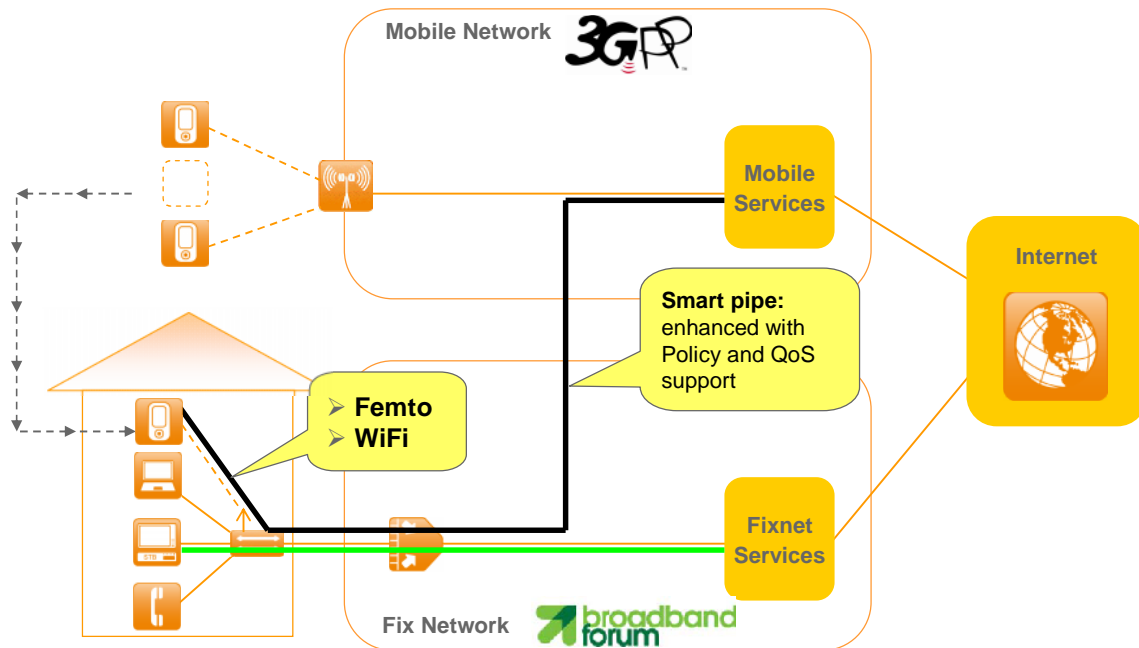 Mobile Network
3GPP
TM
Mobile
Services
Internet
Smart pipe:
enhanced with
Policy and QoS
support
➢ Femto
➢ WiFi
STB
Fixnet
Services
Fix Network
broadband
forum